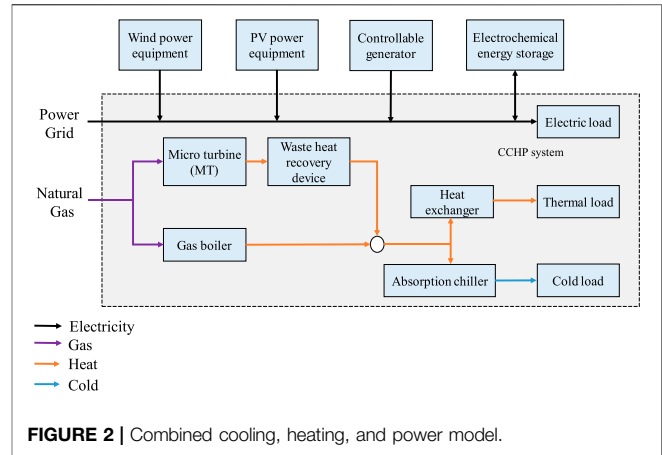 Wind power
equipment
PV power
equipment
Controllable
generator
Electrochemical
energy storage
Power
Grid
Electric load
CCHP system
Micro turbine
(MT)
Waste heat
recovery
device
Natural
Gas
Heat
exchanger
Thermal load
Gas boiler
Absorption chiller
Cold load
Electricity
Gas
Heat
Cold
FIGURE 2 | Combined cooling, heating, and power model.